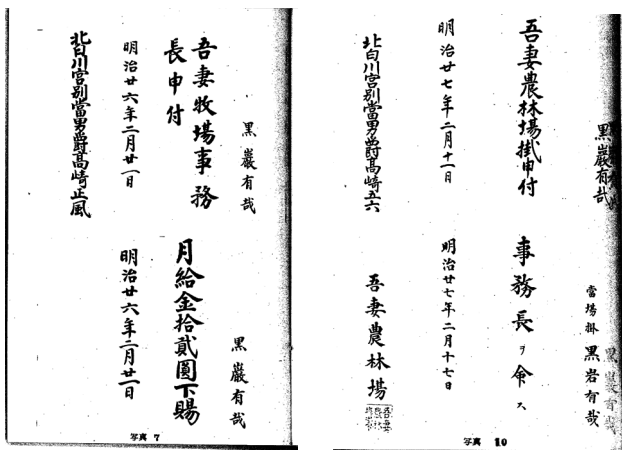 黒巖有哉
吾妻牧場事務
長申付
明治廿六年二月廿一日
北白川宮別當男爵高崎正風
黒巖有哉
月給金拾貳圓下賜
明治廿六年二月廿一日
写真 7
黒巖有哉
吾妻農林場掛申付
明治廿七年二月十一日
北白川宮別當男爵高崎五六
當場掛 黒岩有哉
事務長ヲ命ス
明治廿七年二月十七日
吾妻農林場
写真 10